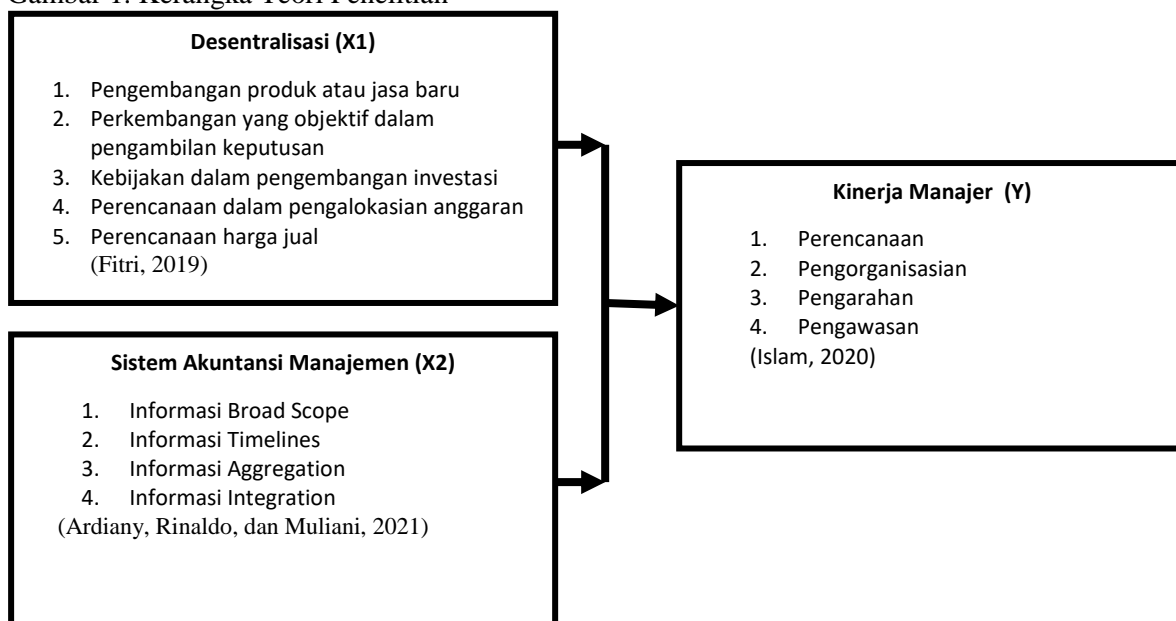 Gambar 1. Kerangka Teori Penelitian
Desentralisasi (X1)
1. Pengembangan produk atau jasa baru
2. Perkembangan yang objektif dalam
pengambilan keputusan
3. Kebijakan dalam pengembangan investasi
4. Perencanaan dalam pengalokasian anggaran
5. Perencanaan harga jual
(Fitri, 2019)
Sistem Akuntansi Manajemen (X2)
1. Informasi Broad Scope
2. Informasi Timelines
3. Informasi Aggregation
4. Informasi Integration
(Ardiany, Rinaldo, dan Muliani, 2021)
Kinerja Manajer (Y)
1. Perencanaan
2. Pengorganisasian
3. Pengarahan
4. Pengawasan
(Islam, 2020)